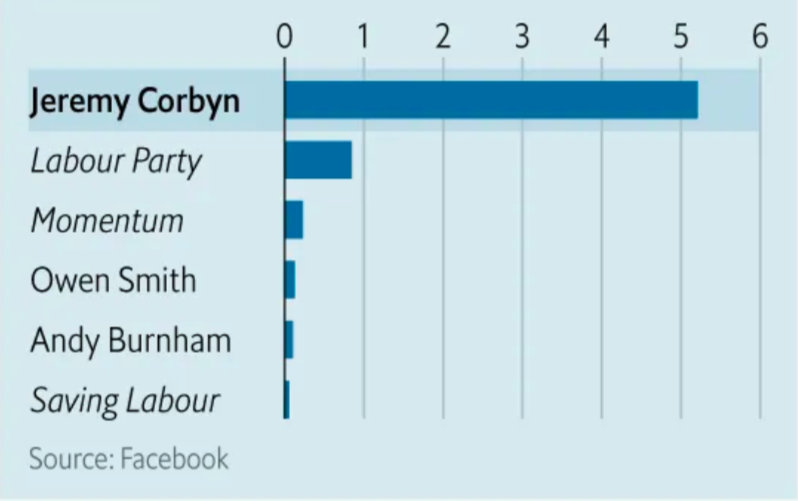 0 1 2 3 4 5 6
Jeremy Corbyn
Labour Party
Momentum
Owen Smith
Andy Burnham
Saving Labour
Source: Facebook